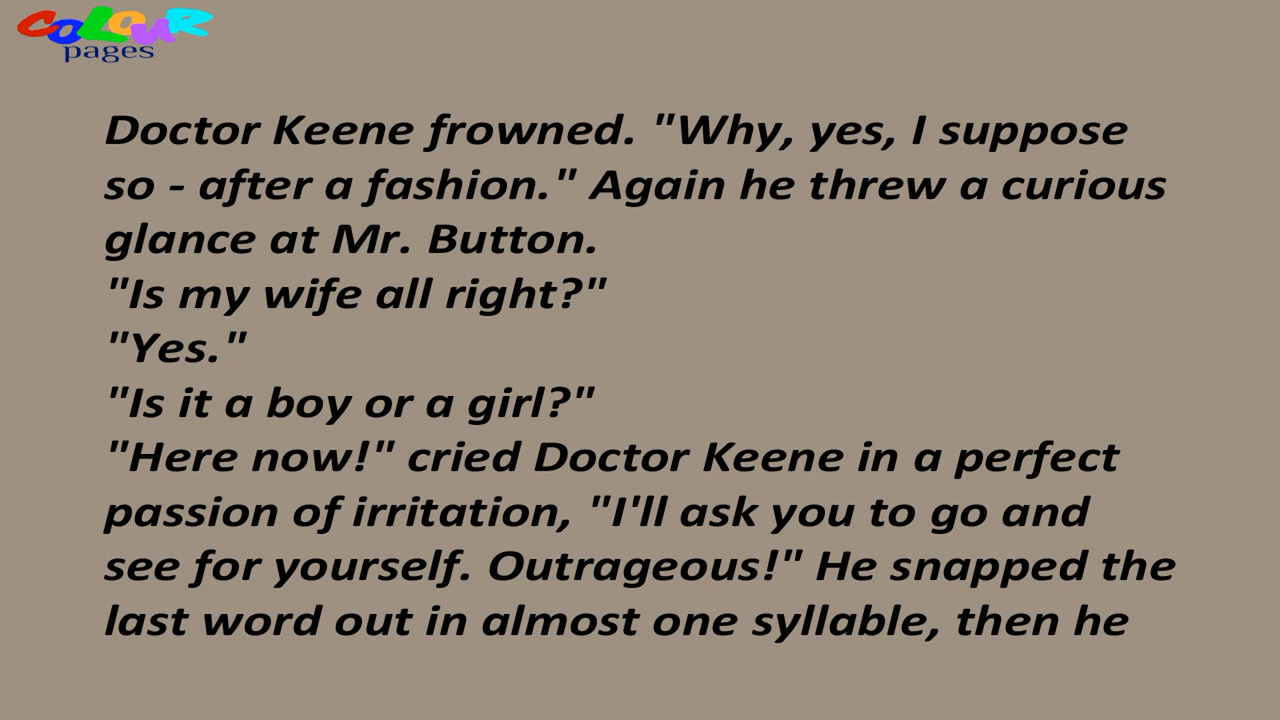 COLOUR
pages
Doctor Keene frowned. "Why, yes, I suppose
so - after a fashion." Again he threw a curious
glance at Mr. Button.
"Is my wife all right?"
"Yes."
"Is it a boy or a girl?"
"Here now!" cried Doctor Keene in a perfect
passion of irritation, "I'll ask you to go and
see for yourself. Outrageous!" He snapped the
last word out in almost one syllable, then he